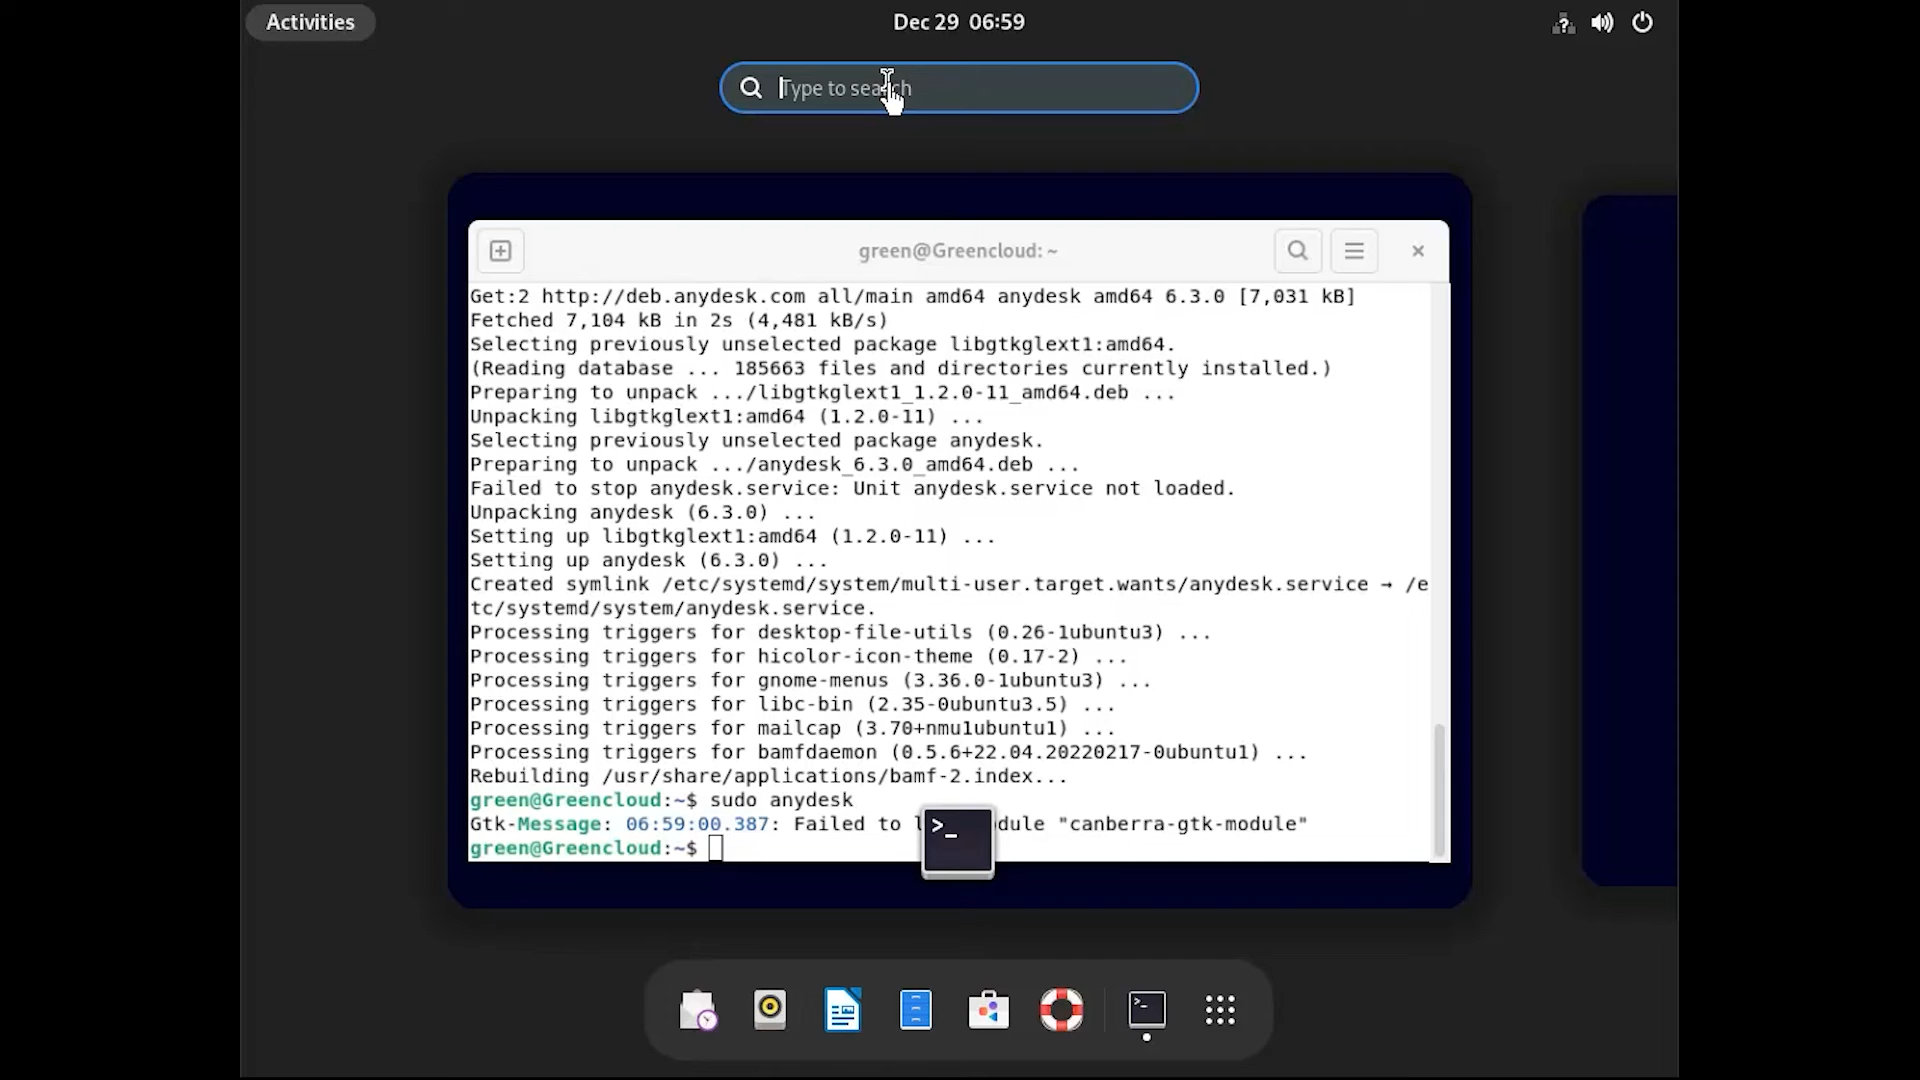 Activities
Dec 29 06:59
Type to search
green@Greencloud: ~
Get:2 http://deb.anydesk.com all/main amd64 anydesk amd64 6.3.0 [7,031 kB]
Fetched 7,104 kB in 2s (4,481 kB/s)
Selecting previously unselected package libgtkglext1:amd64.
(Reading database ... 185663 files and directories currently installed.)
Preparing to unpack .../libgtkglext1_1.2.0-11_amd64.deb ...
Unpacking libgtkglext1:amd64 (1.2.0-11) ...
Selecting previously unselected package anydesk.
Preparing to unpack .../anydesk_6.3.0_amd64.deb ...
Failed to stop anydesk.service: Unit anydesk.service not loaded.
Unpacking anydesk (6.3.0) ...
Setting up libgtkglext1:amd64 (1.2.0-11) ...
Setting up anydesk (6.3.0) ...
Created symlink /etc/systemd/system/multi-user.target.wants/anydesk.service → /e
tc/systemd/system/anydesk.service.
Processing triggers for desktop-file-utils (0.26-1ubuntu3) ...
Processing triggers for hicolor-icon-theme (0.17-2) ...
Processing triggers for gnome-menus (3.36.0-1ubuntu3) ...
Processing triggers for libc-bin (2.35-0ubuntu3.5) ...
Processing triggers for mailcap (3.70+nmu1ubuntu1) ...
Processing triggers for bamfdaemon (0.5.6+22.04.20220217-0ubuntu1) ...
Rebuilding /usr/share/applications/bamf-2.index...
green@Greencloud:~$ sudo anydesk
Gtk-Message: 06:59:00.387: Failed to "canberra-gtk-module"
green@Greencloud:~$